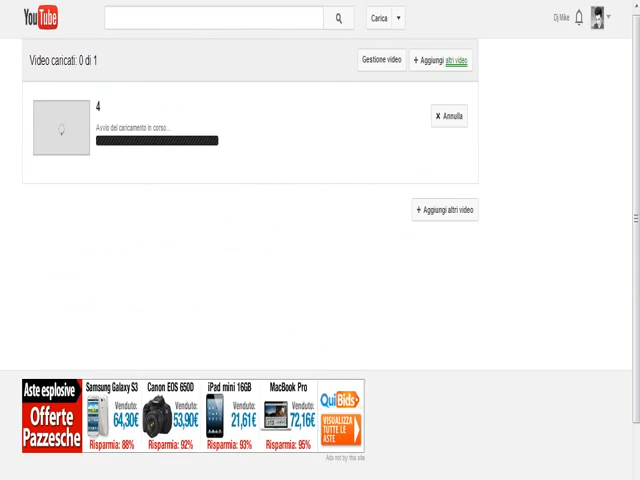 YouTube
Carica
Dj Mike
Video caricati: 0 di 1
Gestione video
+ Aggiungi altri video
4
Avvio del caricamento in corso...
× Annulla
+ Aggiungi altri video
Aste esplosive
Offerte
Pazzesche
Samsung Galaxy S3
Venduto:
64,30€
Risparmia: 88%
Canon EOS 650D
Venduto:
53,90€
Risparmia: 92%
iPad mini 16GB
Venduto:
21,61€
Risparmia: 93%
MacBook Pro
Venduto:
72,16€
Risparmia: 95%
QuiBids
VISUALIZZA
TUTTE LE
ASTE
Ads not by this site